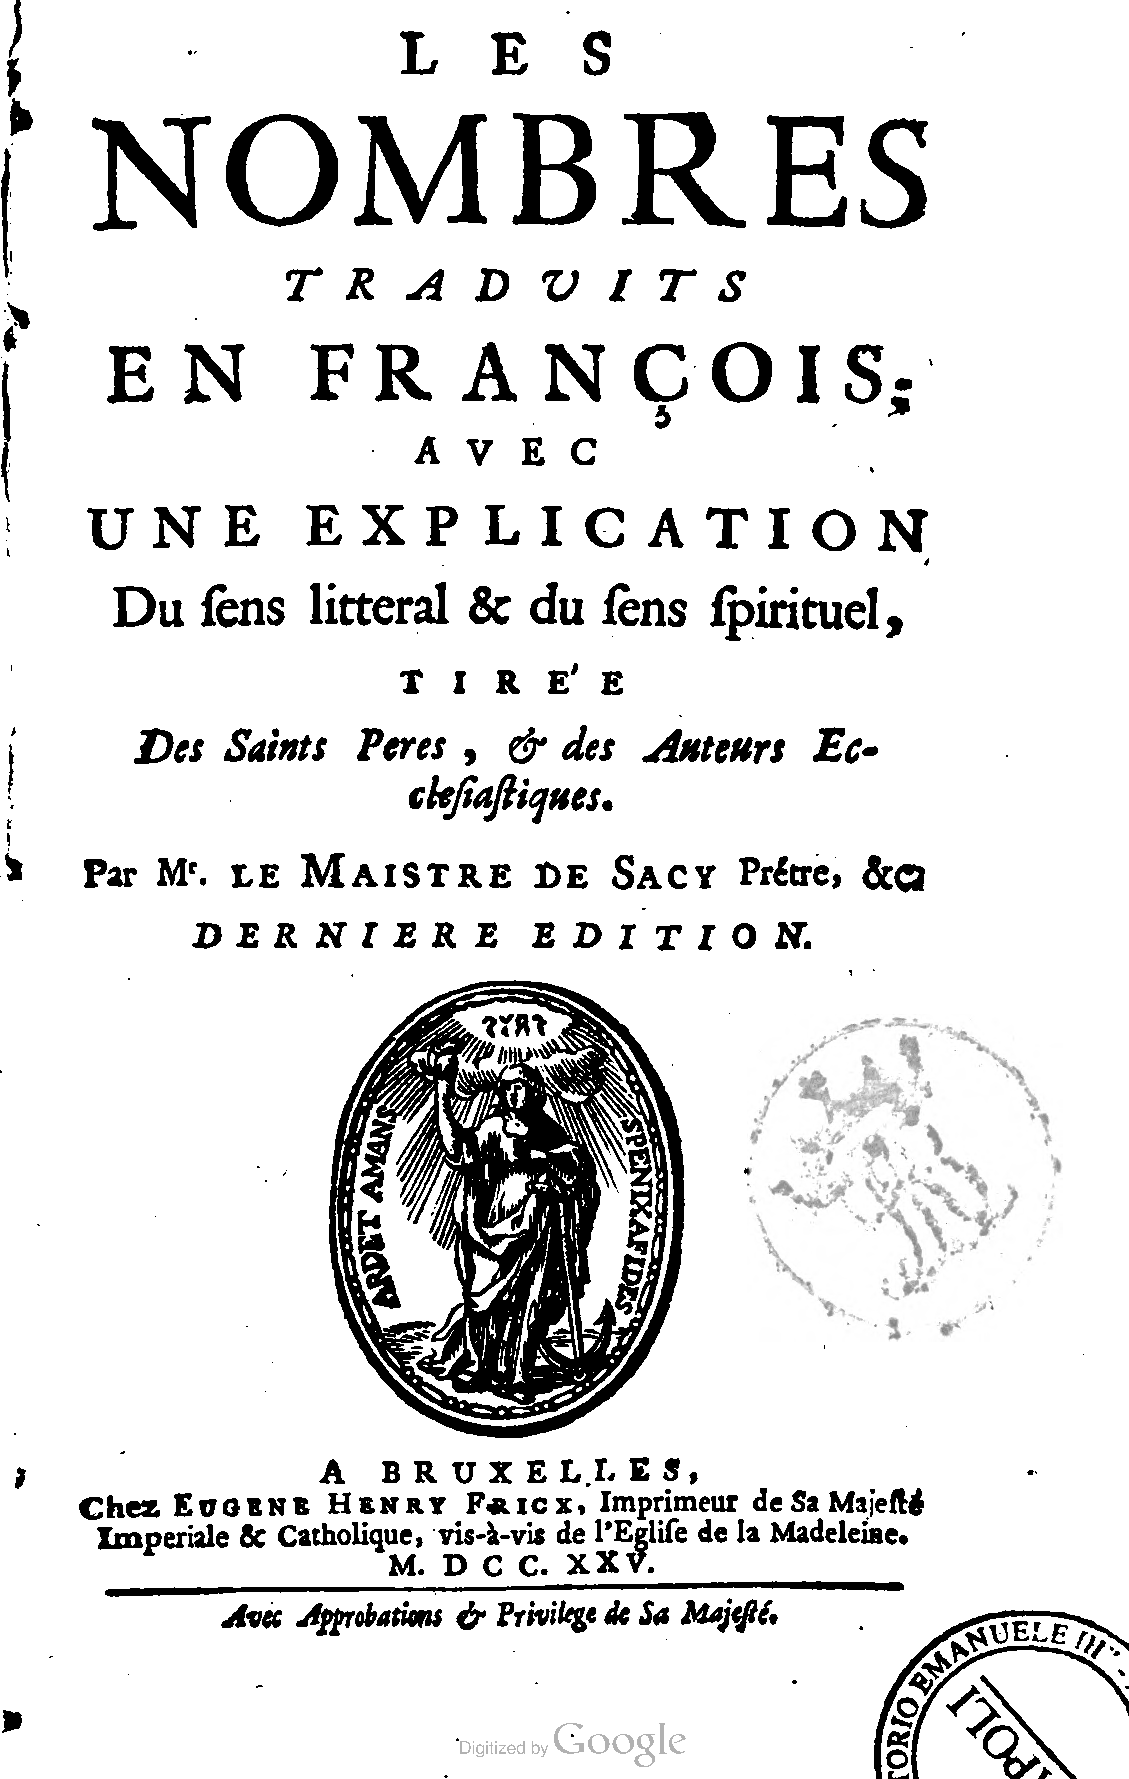 LES
NOMBRES
TRADUITS
EN FRANÇOIS;
AVEC
UNE EXPLICATION
Du ſens litteral & du ſens ſpirituel,
TIRE'E
Des Saints Peres, & des Auteurs Ec-
cleſiaſtiques.
Par Mr. LE MAISTRE DE SACY Prétre, &c.
DERNIERE EDITION.
ARDET AMANS
SPE NIXA FIDES
A BRUXELLES,
Chez EUGENE HENRY FRICX, Imprimeur de Sa Majeſté
Imperiale & Catholique, vis-à-vis de l'Egliſe de la Madeleine.
M. DCC. XXV.
Avec Approbations & Privilege de Sa Majeſté.
EMANUELE III
Digitized by Google